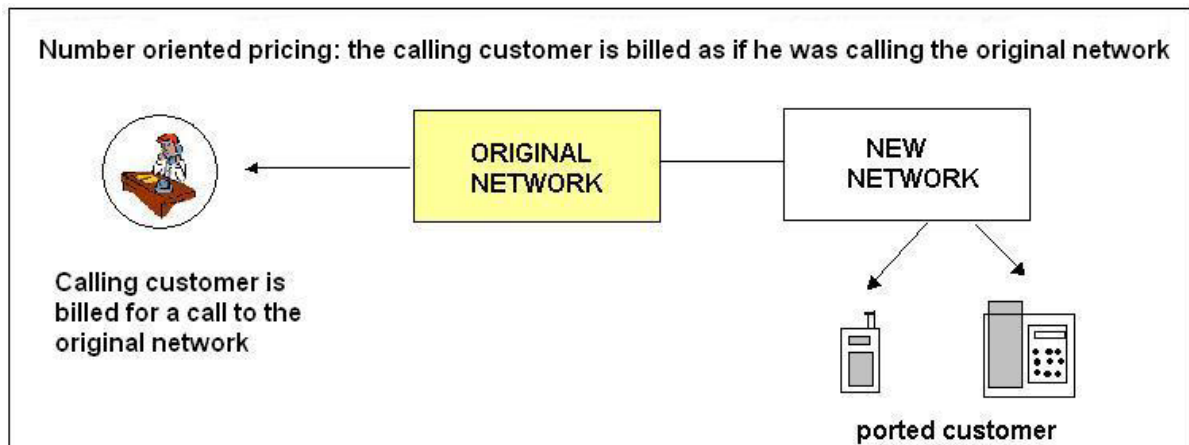 Number oriented pricing: the calling customer is billed as if he was calling the original network
ORIGINAL
NETWORK
NEW
NETWORK
Calling customer is
billed for a call to the
original network
ported customer